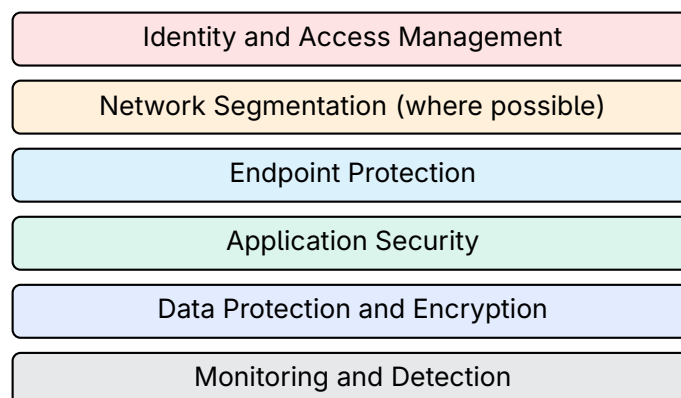 Identity and Access Management
Network Segmentation (where possible)
Endpoint Protection
Application Security
Data Protection and Encryption
Monitoring and Detection